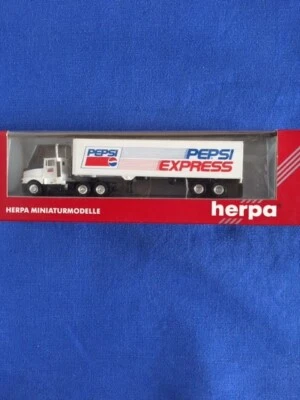 PEPSI
PEPSI
EXPRESS
HERPA MINIATURMODELLE
herpa